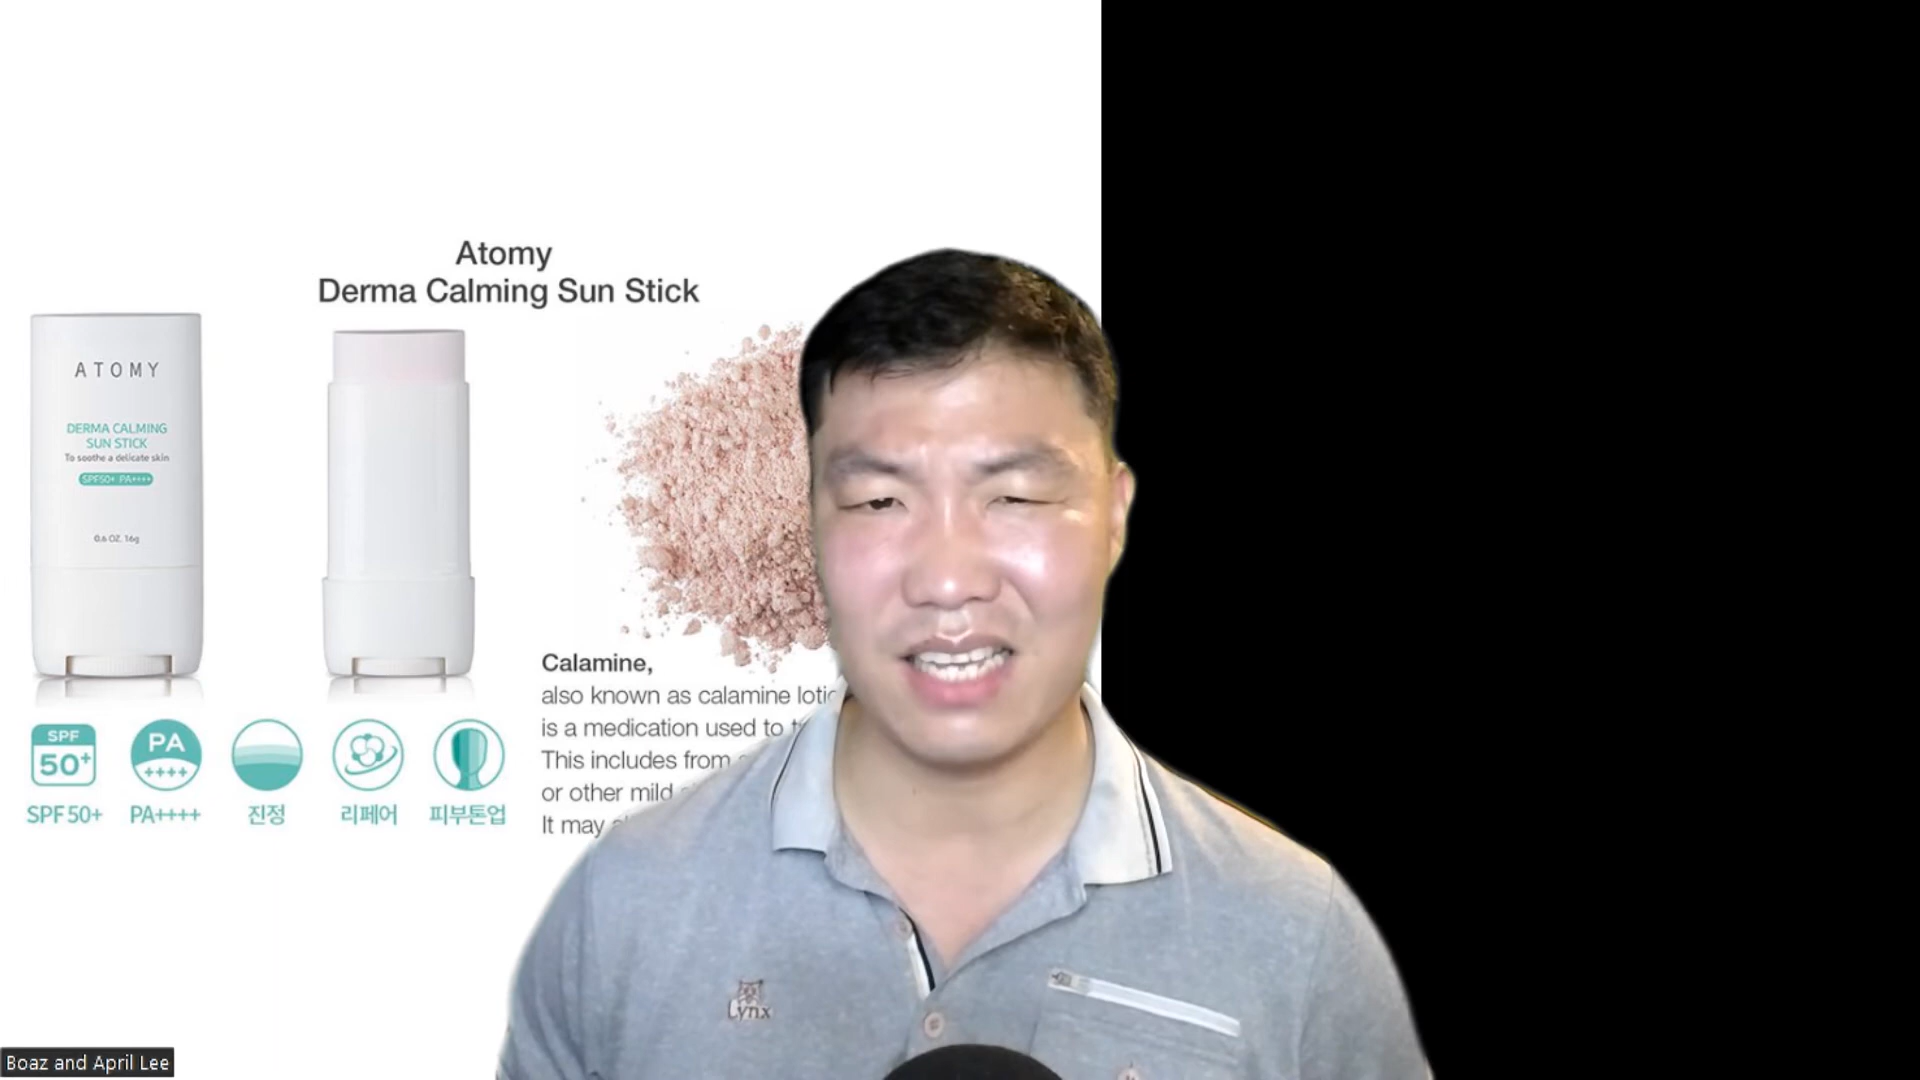 Atomy
Derma Calming Sun Stick
ATOMY
DERMA CALMING
SUN STICK
To soothe a delicate skin
SPF50+ PA++++
0.6 OZ. 16g
Calamine,
also known as calamine
is a medication used to
This includes from
or other mild
It may
SPF
50+
PA
++++
SPF 50+
PA++++
진정
리페어
피부톤업
Lynx
Boaz and April Lee